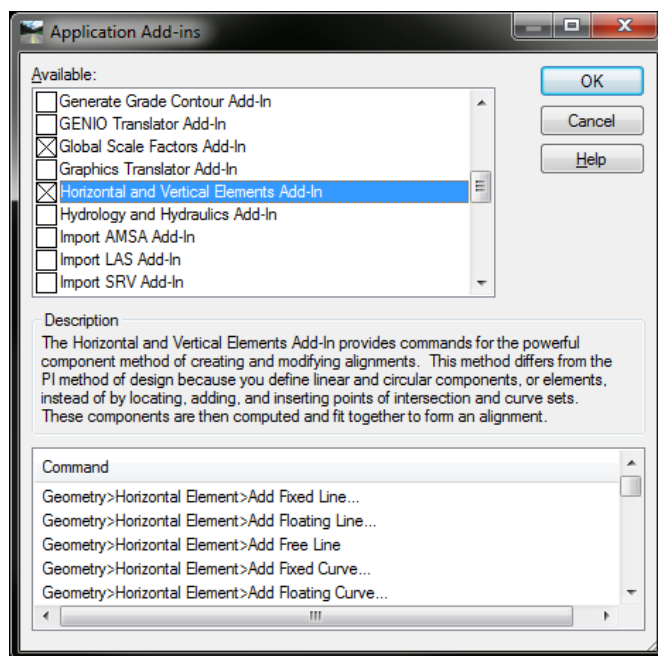 Application Add-ins
Available:
Generate Grade Contour Add-In
GENIO Translator Add-In
Global Scale Factors Add-In
Graphics Translator Add-In
Horizontal and Vertical Elements Add-In
Hydrology and Hydraulics Add-In
Import AMSA Add-In
Import LAS Add-In
Import SRV Add-In
OK
Cancel
Help
Description
The Horizontal and Vertical Elements Add-In provides commands for the powerful
component method of creating and modifying alignments. This method differs from the
PI method of design because you define linear and circular components, or elements,
instead of by locating, adding, and inserting points of intersection and curve sets.
These components are then computed and fit together to form an alignment.
Command
Geometry>Horizontal Element>Add Fixed Line...
Geometry>Horizontal Element>Add Floating Line...
Geometry>Horizontal Element>Add Free Line
Geometry>Horizontal Element>Add Fixed Curve...
Geometry>Horizontal Element>Add Floating Curve...